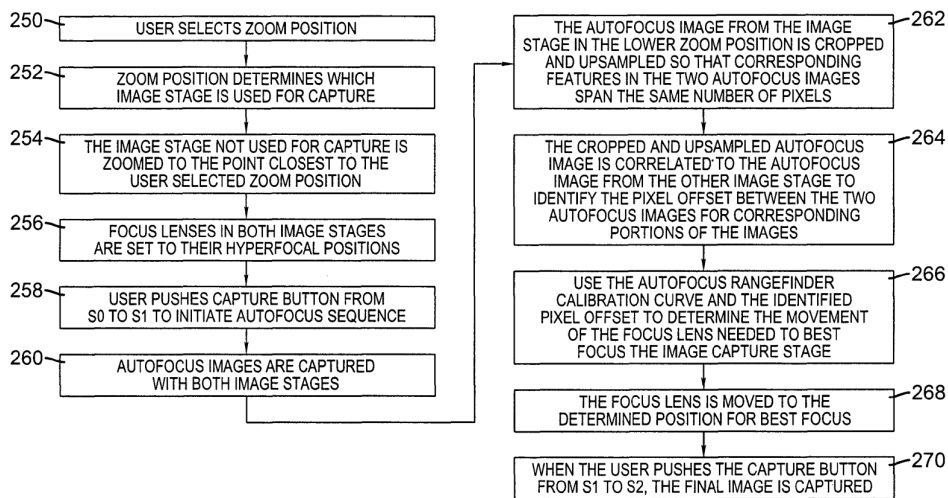 250
USER SELECTS ZOOM POSITION
252
ZOOM POSITION DETERMINES WHICH
IMAGE STAGE IS USED FOR CAPTURE
254
THE IMAGE STAGE NOT USED FOR CAPTURE IS
ZOOMED TO THE POINT CLOSEST TO THE
USER SELECTED ZOOM POSITION
256
FOCUS LENSES IN BOTH IMAGE STAGES
ARE SET TO THEIR HYPERFOCAL POSITIONS
258
USER PUSHES CAPTURE BUTTON FROM
S0 TO S1 TO INITIATE AUTOFOCUS SEQUENCE
260
AUTOFOCUS IMAGES ARE CAPTURED
WITH BOTH IMAGE STAGES
262
THE AUTOFOCUS IMAGE FROM THE IMAGE
STAGE IN THE LOWER ZOOM POSITION IS CROPPED
AND UPSAMPLED SO THAT CORRESPONDING
FEATURES IN THE TWO AUTOFOCUS IMAGES
SPAN THE SAME NUMBER OF PIXELS
264
THE CROPPED AND UPSAMPLED AUTOFOCUS
IMAGE IS CORRELATED TO THE AUTOFOCUS
IMAGE FROM THE OTHER IMAGE STAGE TO
IDENTIFY THE PIXEL OFFSET BETWEEN THE TWO
AUTOFOCUS IMAGES FOR CORRESPONDING
PORTIONS OF THE IMAGES
266
USE THE AUTOFOCUS RANGEFINDER
CALIBRATION CURVE AND THE IDENTIFIED
PIXEL OFFSET TO DETERMINE THE MOVEMENT
OF THE FOCUS LENS NEEDED TO BEST
FOCUS THE IMAGE CAPTURE STAGE
268
THE FOCUS LENS IS MOVED TO THE
DETERMINED POSITION FOR BEST FOCUS
270
WHEN THE USER PUSHES THE CAPTURE BUTTON
FROM S1 TO S2, THE FINAL IMAGE IS CAPTURED